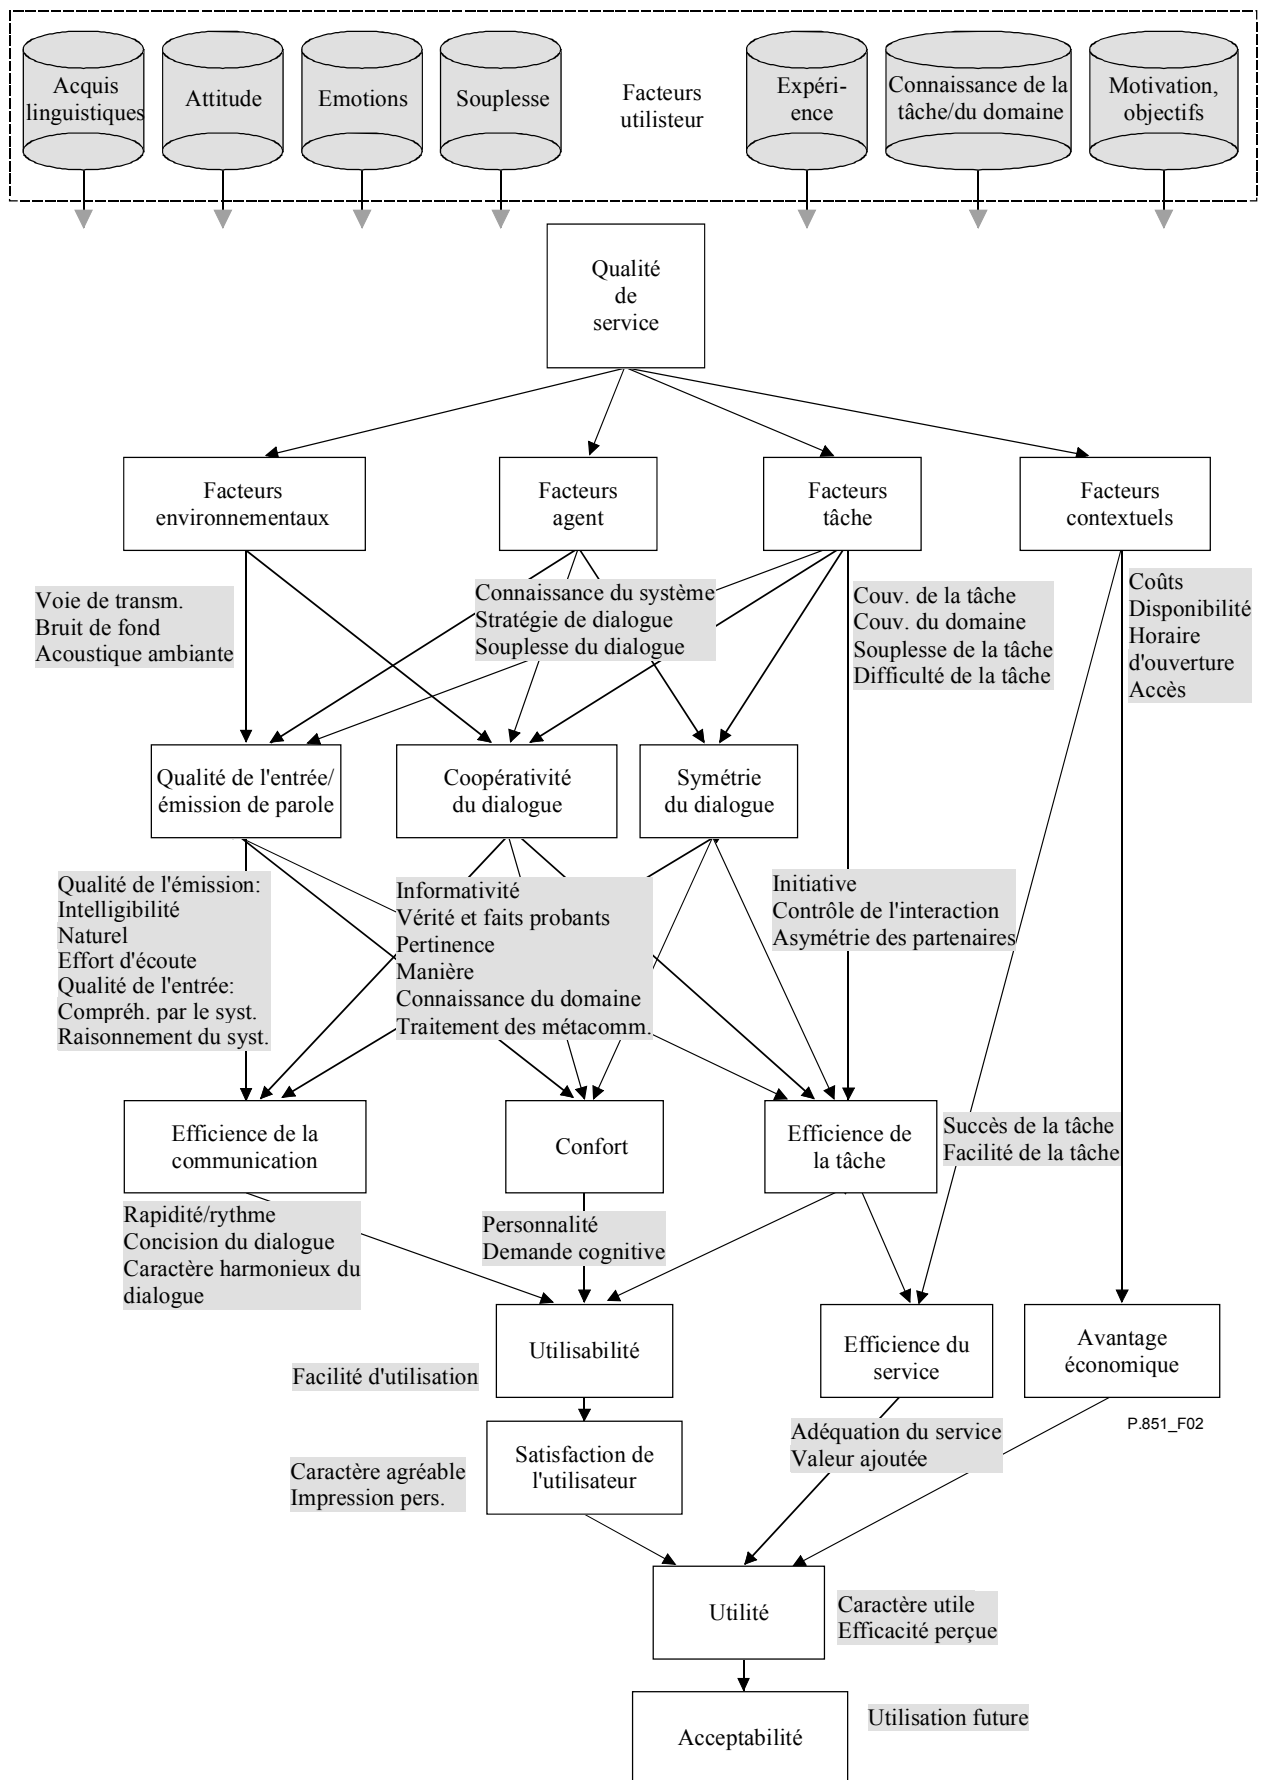 Acquis
linguistiques
Attitude
Emotions
Souplesse
Facteurs
utilisteur
Expéri-
ence
Connaissance de la
tâche/du domaine
Motivation,
objectifs
Qualité
de
service
Facteurs
environnementaux
Facteurs
agent
Facteurs
tâche
Facteurs
contextuels
Voie de transm.
Bruit de fond
Acoustique ambiante
Connaissance du système
Stratégie de dialogue
Souplesse du dialogue
Couv. de la tâche
Couv. du domaine
Souplesse de la tâche
Difficulté de la tâche
Coûts
Disponibilité
Horaire
d'ouverture
Accès
Qualité de l'entrée/
émission de parole
Coopérativité
du dialogue
Symétrie
du dialogue
Qualité de l'émission:
Intelligibilité
Naturel
Effort d'écoute
Qualité de l'entrée:
Compréh. par le syst.
Raisonnement du syst.
Informativité
Vérité et faits probants
Pertinence
Manière
Connaissance du domaine
Traitement des métacomm.
Initiative
Contrôle de l'interaction
Asymétrie des partenaires
Efficience de la
communication
Confort
Efficience de
la tâche
Succès de la tâche
Facilité de la tâche
Rapidité/rythme
Concision du dialogue
Caractère harmonieux du
dialogue
Personnalité
Demande cognitive
Utilisabilité
Efficience du
service
Avantage
économique
Facilité d'utilisation
P.851_F02
Adéquation du service
Valeur ajoutée
Satisfaction de
l'utilisateur
Caractère agréable
Impression pers.
Utilité
Caractère utile
Efficacité perçue
Acceptabilité
Utilisation future